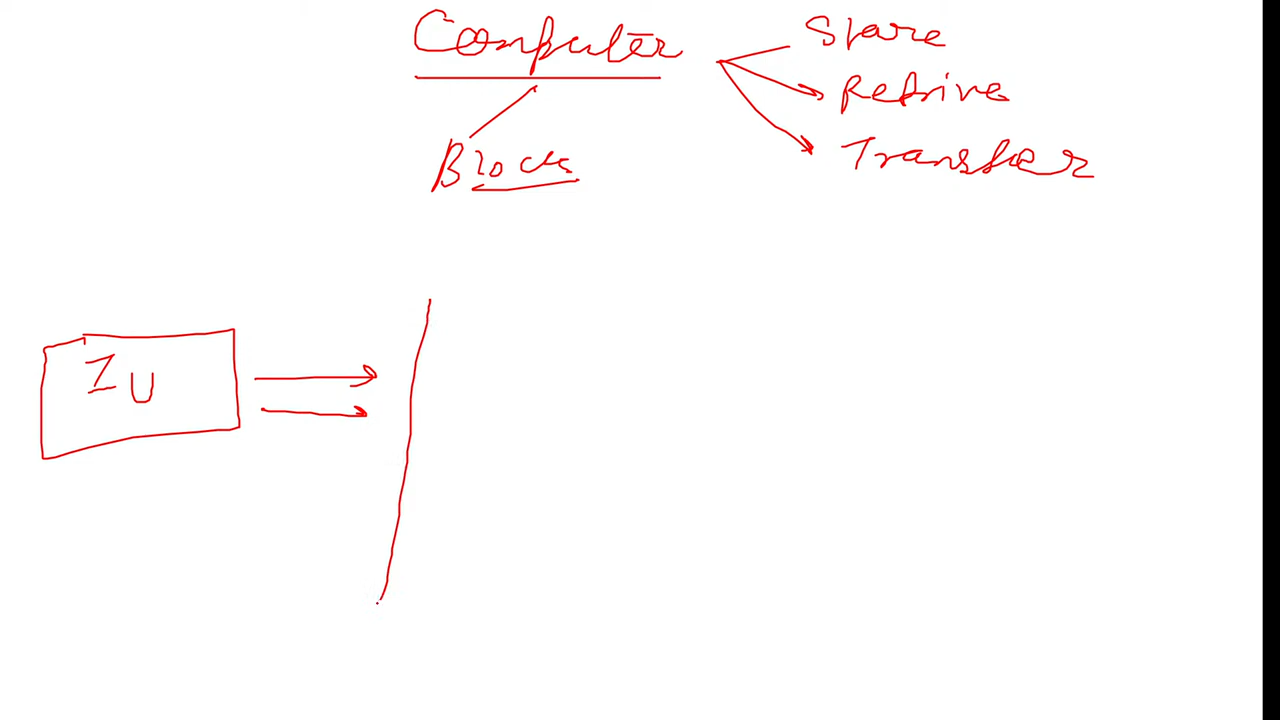 Computer
Store
Retrive
Transfer
Block
IU